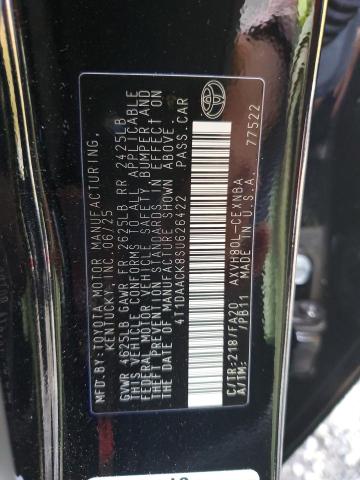 MFD.BY:TOYOTA MOTOR MANUFACTURING,
KENTUCKY, INC. 06/25
GVWR 4625LB GAWR FR 2625LB RR 2425LB
THIS VEHICLE CONFORMS TO ALL APPLICABLE
FEDERAL MOTOR VEHICLE SAFETY, BUMPER AND
THEFT PREVENTION STANDARDS IN EFFECT ON
THE DATE OF MANUFACTURE SHOWN ABOVE.
4T1DAACK8SU626422 PASS.CAR
C/TR:218/FA20 AXVH80L-CEXNBA
A/TM: /PB11 MADE IN U.S.A. 77522